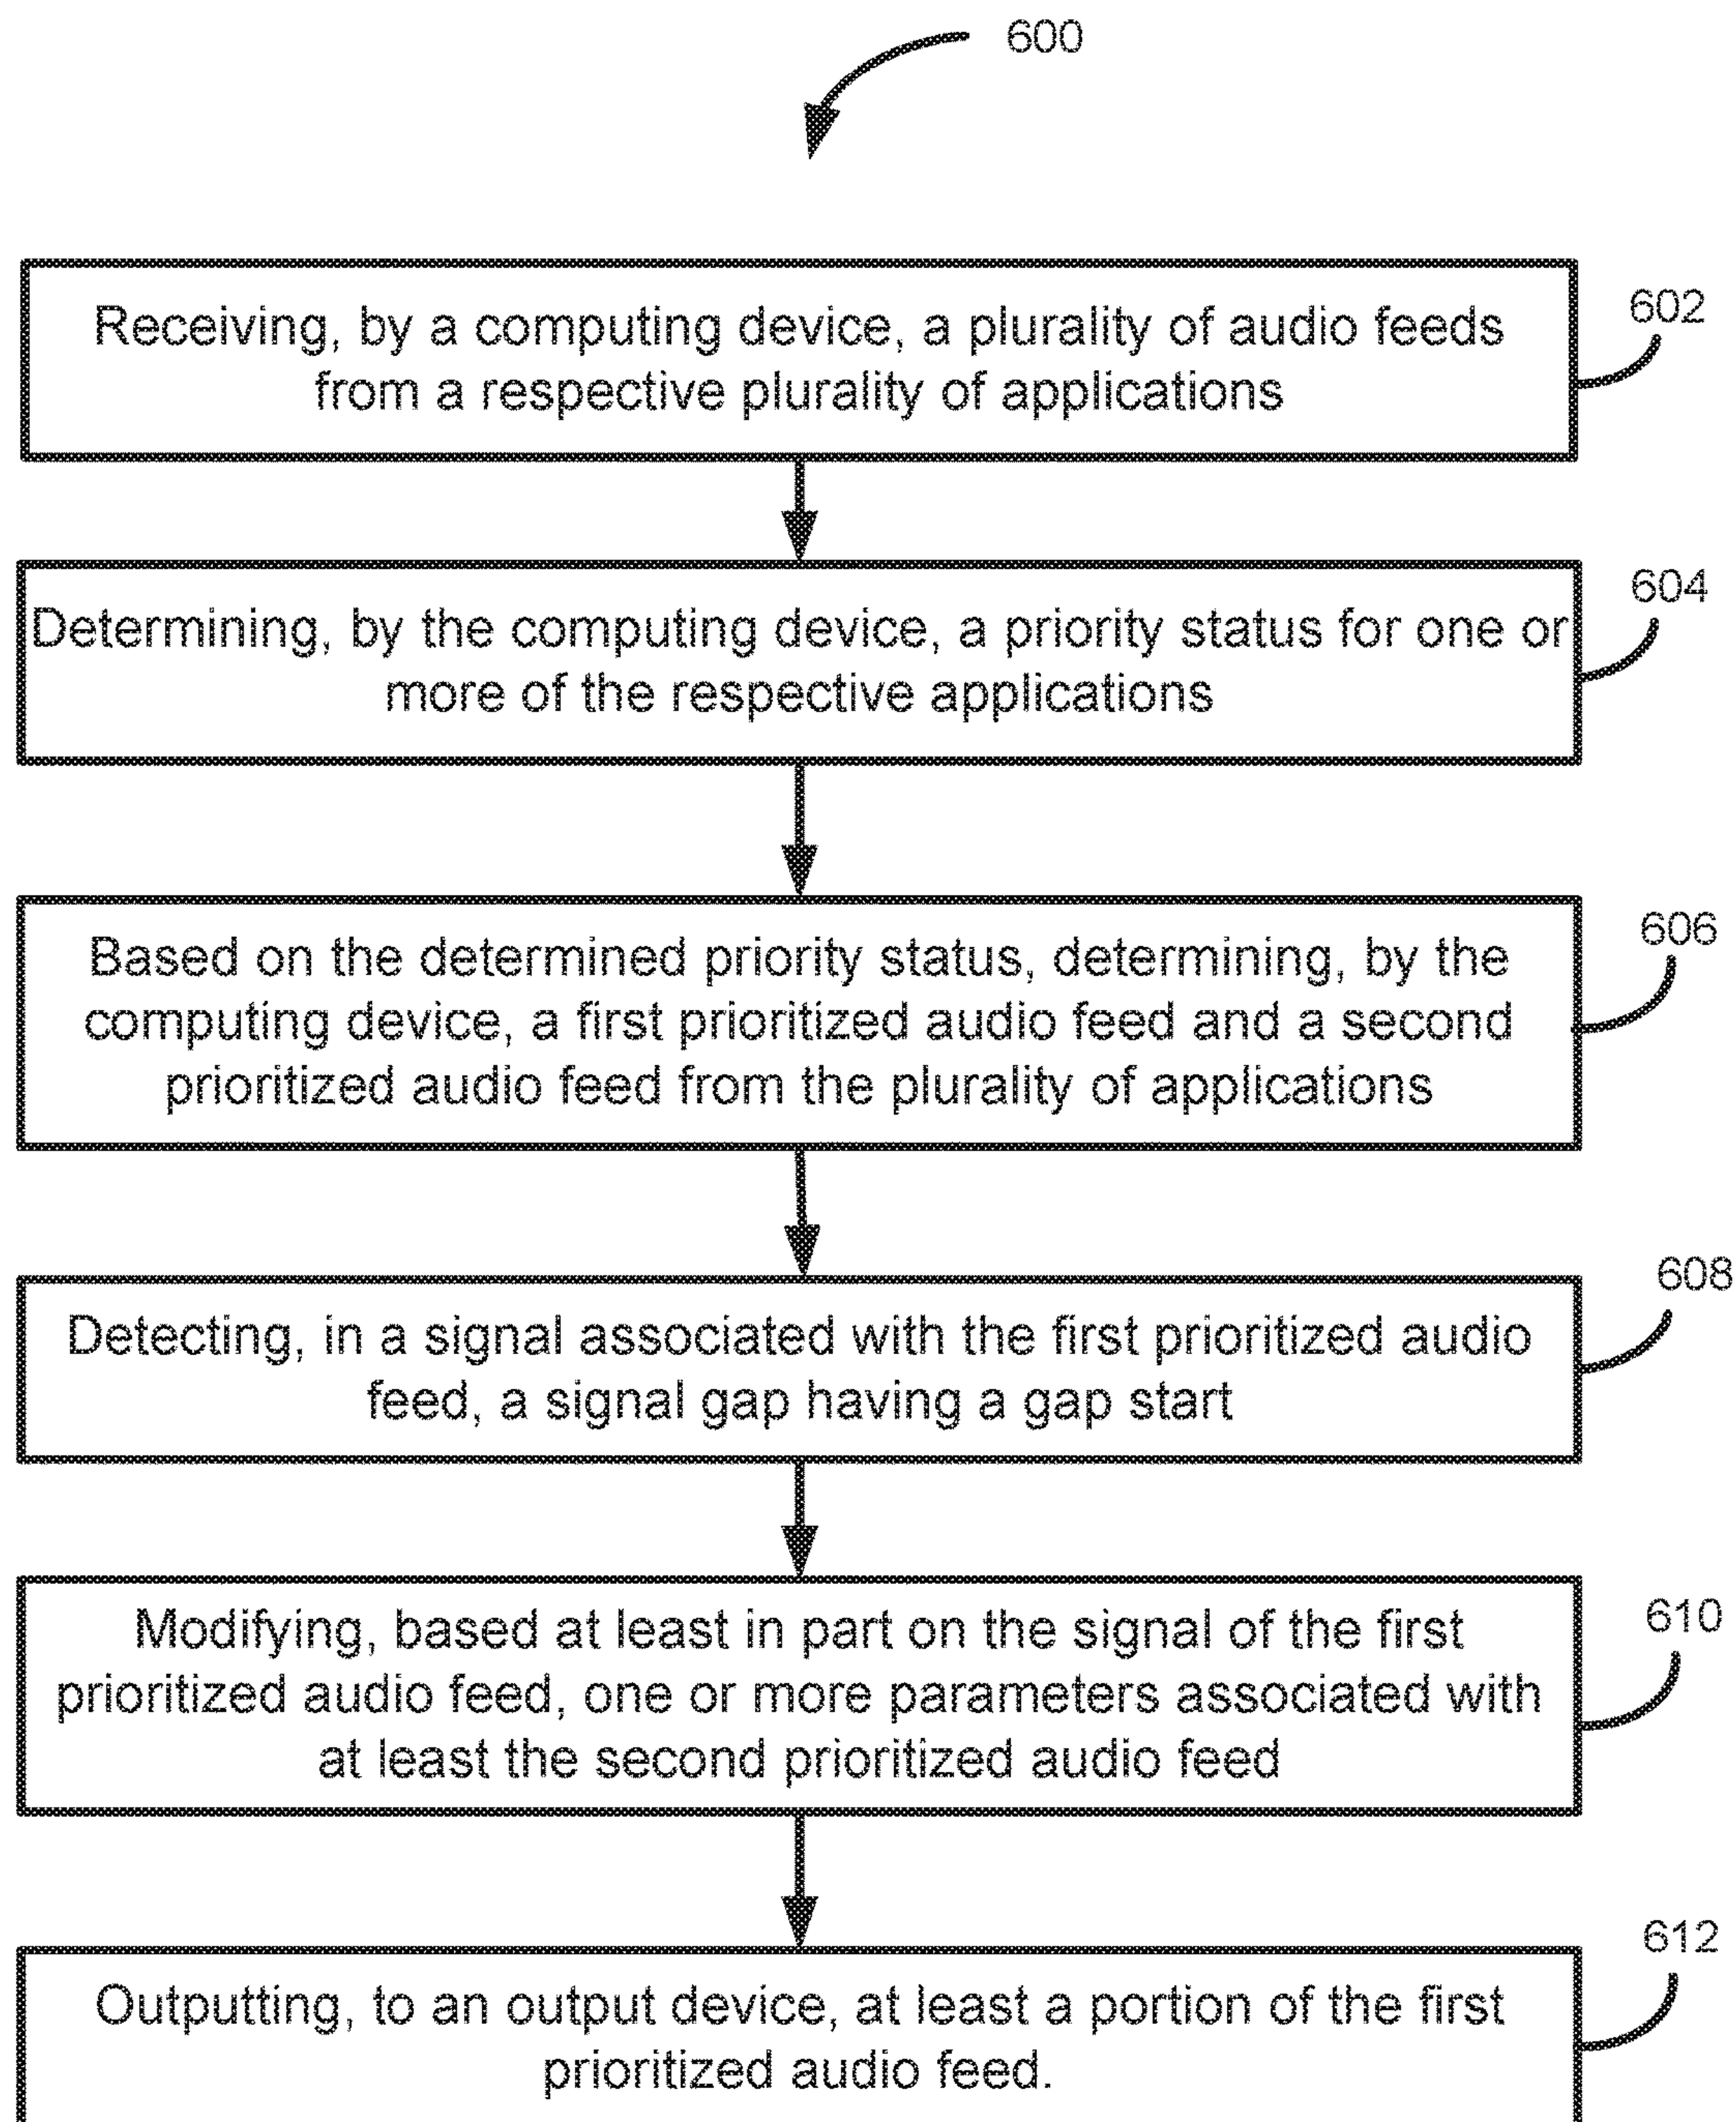 600
Receiving, by a computing device, a plurality of audio feeds
from a respective plurality of applications
602
Determining, by the computing device, a priority status for one or
more of the respective applications
604
Based on the determined priority status, determining, by the
computing device, a first prioritized audio feed and a second
prioritized audio feed from the plurality of applications
606
Detecting, in a signal associated with the first prioritized audio
feed, a signal gap having a gap start
608
Modifying, based at least in part on the signal of the first
prioritized audio feed, one or more parameters associated with
at least the second prioritized audio feed
610
Outputting, to an output device, at least a portion of the first
prioritized audio feed.
612